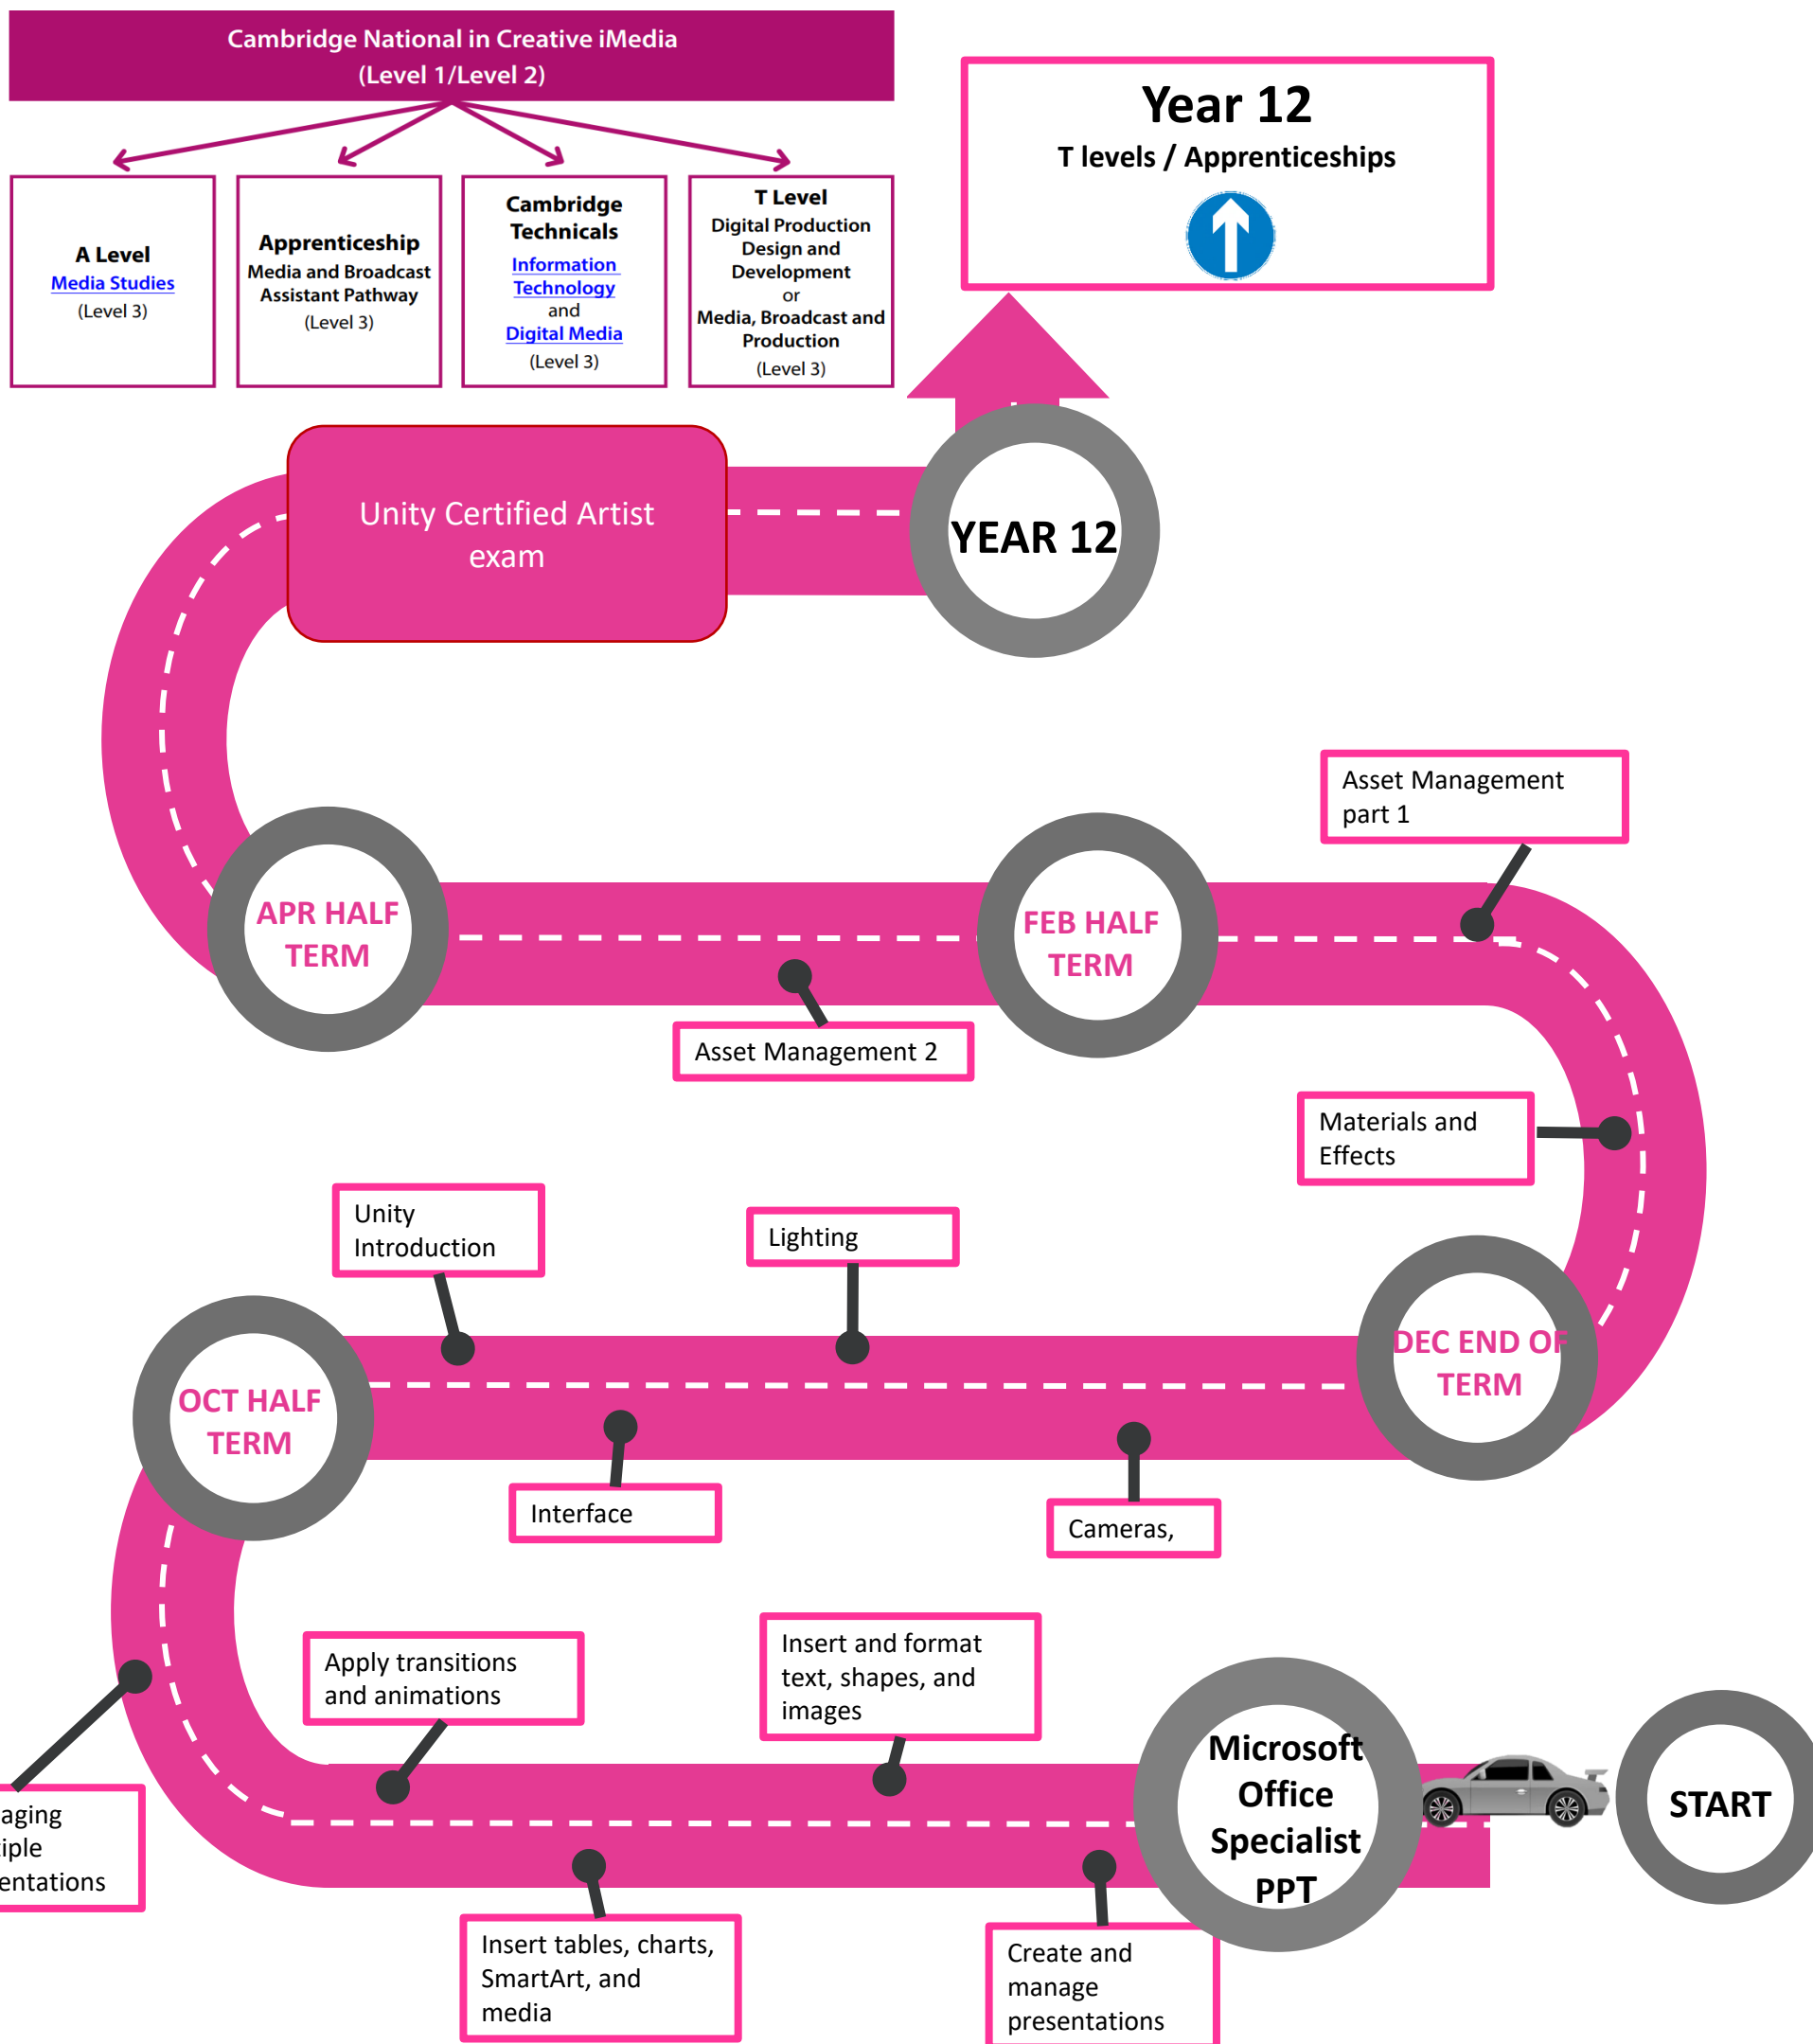 Cambridge National in Creative iMedia
(Level 1/Level 2)
A Level
Media Studies
(Level 3)
Apprenticeship
Media and Broadcast
Assistant Pathway
(Level 3)
Cambridge
Technicals
Information
Technology
and
Digital Media
(Level 3)
T Level
Digital Production
Design and
Development
or
Media, Broadcast and
Production
(Level 3)
Year 12
T levels / Apprenticeships
Unity Certified Artist
exam
YEAR 12
Asset Management
part 1
APR HALF
TERM
FEB HALF
TERM
Asset Management 2
Materials and
Effects
Unity
Introduction
Lighting
DEC END OF
TERM
OCT HALF
TERM
Interface
Cameras,
Apply transitions
and animations
Insert and format
text, shapes, and
images
Microsoft
Office
Specialist
PPT
START
aging
iple
entations
Insert tables, charts,
SmartArt, and
media
Create and
manage
presentations